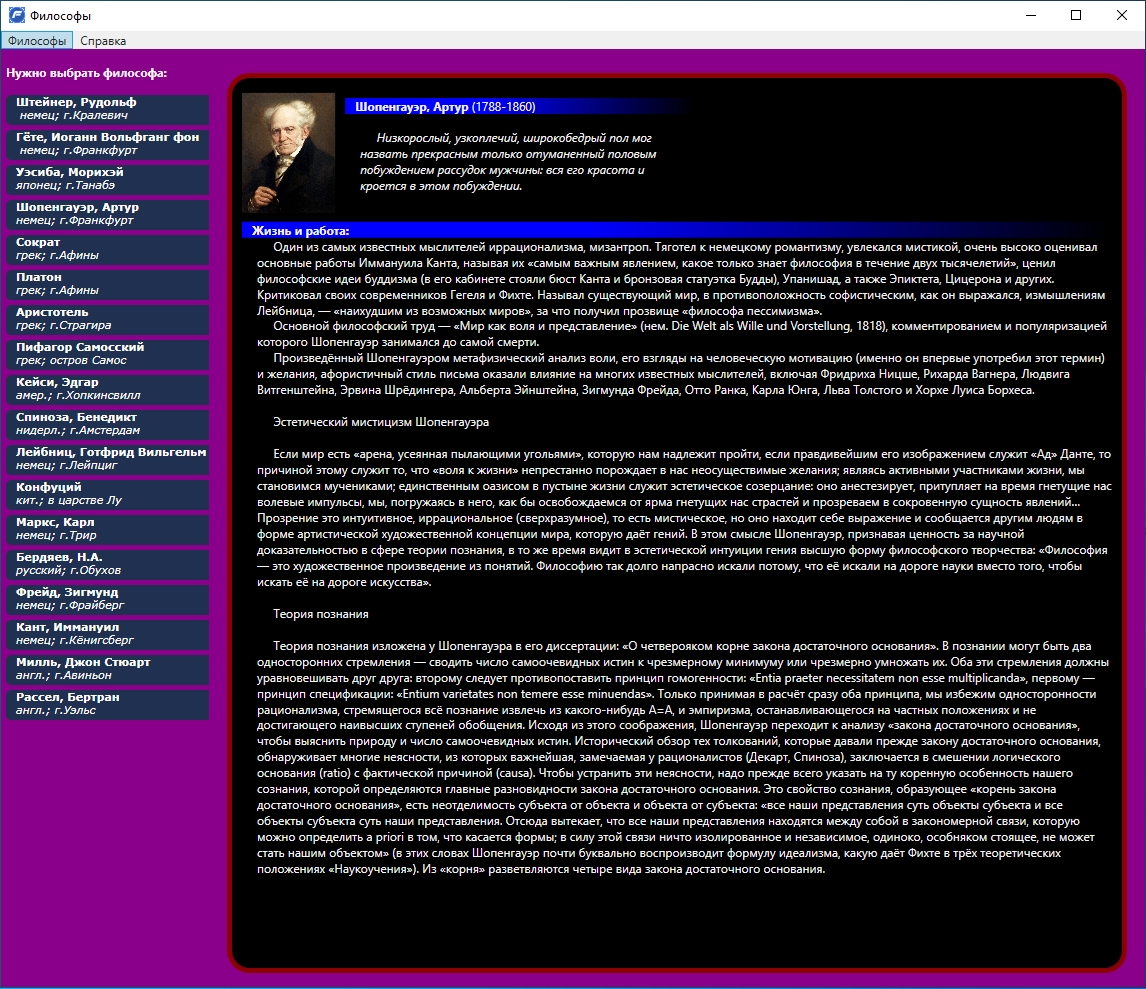 Философы
Философы Справка
Нужно выбрать философа:
Штейнер, Рудольф
немец; г.Кралевич
Гёте, Иоганн Вольфганг фон
немец; г.Франкфурт
Уэсиба, Морихэй
японец; г.Танабэ
Шопенгауэр, Артур
немец; г.Франкфурт
Сократ
грек; г.Афины
Платон
грек; г.Афины
Аристотель
грек; г.Страгира
Пифагор Самосский
грек; остров Самос
Кейси, Эдгар
амер.; г.Хопкинсвилл
Спиноза, Бенедикт
нидерл.; г.Амстердам
Лейбниц, Готфрид Вильгельм
немец; г.Лейпциг
Конфуций
кит.; в царстве Лу
Маркс, Карл
немец; г.Трир
Бердяев, Н.А.
русский; г.Обухов
Фрейд, Зигмунд
немец; г.Фрайберг
Кант, Иммануил
немец; г.Кёнигсберг
Милль, Джон Стюарт
англ.; г.Авиньон
Рассел, Бертран
англ.; г.Уэльс
Шопенгауэр, Артур (1788-1860)
Низкорослый, узкоплечий, широкобедрый пол мог
назвать прекрасным только отуманенный половым
побуждением рассудок мужчины: вся его красота и
кроется в этом побуждении.
Жизнь и работа:
Один из самых известных мыслителей иррационализма, мизантроп. Тяготел к немецкому романтизму, увлекался мистикой, очень высоко оценивал
основные работы Иммануила Канта, называя их «самым важным явлением, какое только знает философия в течение двух тысячелетий», ценил
философские идеи буддизма (в его кабинете стояли бюст Канта и бронзовая статуэтка Будды), Упанишад, а также Эпиктета, Цицерона и других.
Критиковал своих современников Гегеля и Фихте. Называл существующий мир, в противоположность софистическим, как он выражался, измышлениям
Лейбница, — «наихудшим из возможных миров», за что получил прозвище «философа пессимизма».
Основной философский труд — «Мир как воля и представление» (нем. Die Welt als Wille und Vorstellung, 1818), комментированием и популяризацией
которого Шопенгауэр занимался до самой смерти.
Произведённый Шопенгауэром метафизический анализ воли, его взгляды на человеческую мотивацию (именно он впервые употребил этот термин)
и желания, афористичный стиль письма оказали влияние на многих известных мыслителей, включая Фридриха Ницше, Рихарда Вагнера, Людвига
Витгенштейна, Эрвина Шрёдингера, Альберта Эйнштейна, Зигмунда Фрейда, Отто Ранка, Карла Юнга, Льва Толстого и Хорхе Луиса Борхеса.
Эстетический мистицизм Шопенгауэра
Если мир есть «арена, усеянная пылающими угольями», которую нам надлежит пройти, если правдивейшим его изображением служит «Ад» Данте, то
причиной этому служит то, что «воля к жизни» непрестанно порождает в нас неосуществимые желания; являясь активными участниками жизни, мы
становимся мучениками; единственным оазисом в пустыне жизни служит эстетическое созерцание: оно анестезирует, притупляет на время гнетущие нас
волевые импульсы, мы, погружаясь в него, как бы освобождаемся от ярма гнетущих нас страстей и прозреваем в сокровенную сущность явлений...
Прозрение это интуитивное, иррациональное (сверхразумное), то есть мистическое, но оно находит себе выражение и сообщается другим людям в
форме артистической художественной концепции мира, которую даёт гений. В этом смысле Шопенгауэр, признавая ценность за научной
доказательностью в сфере теории познания, в то же время видит в эстетической интуиции гения высшую форму философского творчества: «Философия
— это художественное произведение из понятий. Философию так долго напрасно искали потому, что её искали на дороге науки вместо того, чтобы
искать её на дороге искусства».
Теория познания
Теория познания изложена у Шопенгауэра в его диссертации: «О четверояком корне закона достаточного основания». В познании могут быть два
односторонних стремления — сводить число самоочевидных истин к чрезмерному минимуму или чрезмерно умножать их. Оба эти стремления должны
уравновешивать друг друга: второму следует противопоставить принцип гомогенности: «Entia praeter necessitatem non esse multiplicanda», первому —
принцип спецификации: «Entium varietates non temere esse minuendas». Только принимая в расчёт сразу оба принципа, мы избежим односторонности
рационализма, стремящегося всё познание извлечь из какого-нибудь A=A, и эмпиризма, останавливающегося на частных положениях и не
достигающего наивысших ступеней обобщения. Исходя из этого соображения, Шопенгауэр переходит к анализу «закона достаточного основания»,
чтобы выяснить природу и число самоочевидных истин. Исторический обзор тех толкований, которые давали прежде закону достаточного основания,
обнаруживает многие неясности, из которых важнейшая, замечаемая у рационалистов (Декарт, Спиноза), заключается в смешении логического
основания (ratio) с фактической причиной (causa). Чтобы устранить эти неясности, надо прежде всего указать на ту коренную особенность нашего
сознания, которой определяются главные разновидности закона достаточного основания. Это свойство сознания, образующее «корень закона
достаточного основания», есть неотделимость субъекта от объекта и объекта от субъекта: «все наши представления суть объекты субъекта и все
объекты субъекта суть наши представления. Отсюда вытекает, что все наши представления находятся между собой в закономерной связи, которую
можно определить a priori в том, что касается формы; в силу этой связи ничто изолированное и независимое, одиноко, особняком стоящее, не может
стать нашим объектом» (в этих словах Шопенгауэр почти буквально воспроизводит формулу идеализма, какую даёт Фихте в трёх теоретических
положениях «Наукоучения»). Из «корня» разветвляются четыре вида закона достаточного основания.